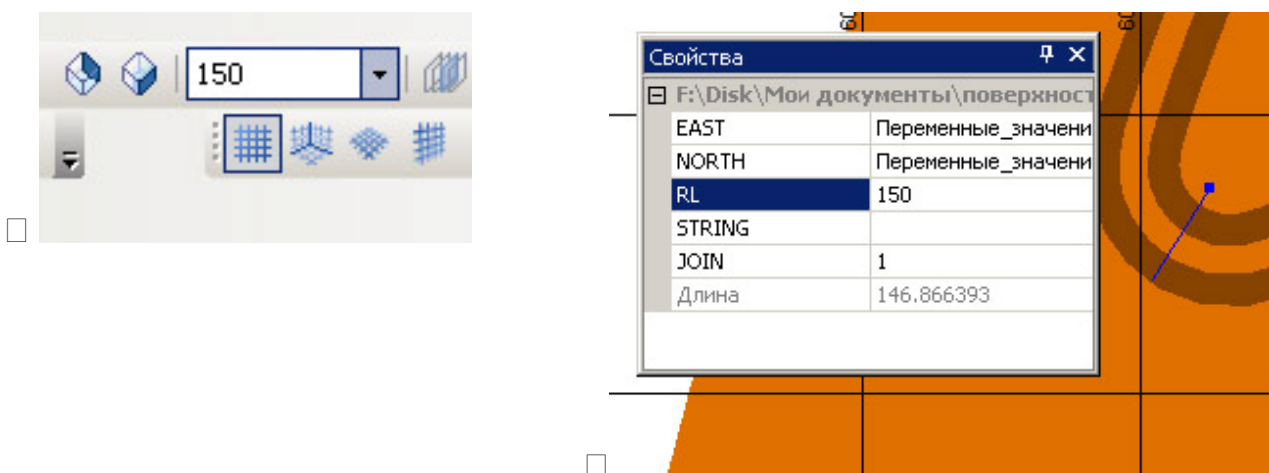 150
Свойства
F:\Disk\Мои документы\поверхност
EAST Переменные_значени
NORTH Переменные_значени
RL 150
STRING
JOIN 1
Длина 146.866393